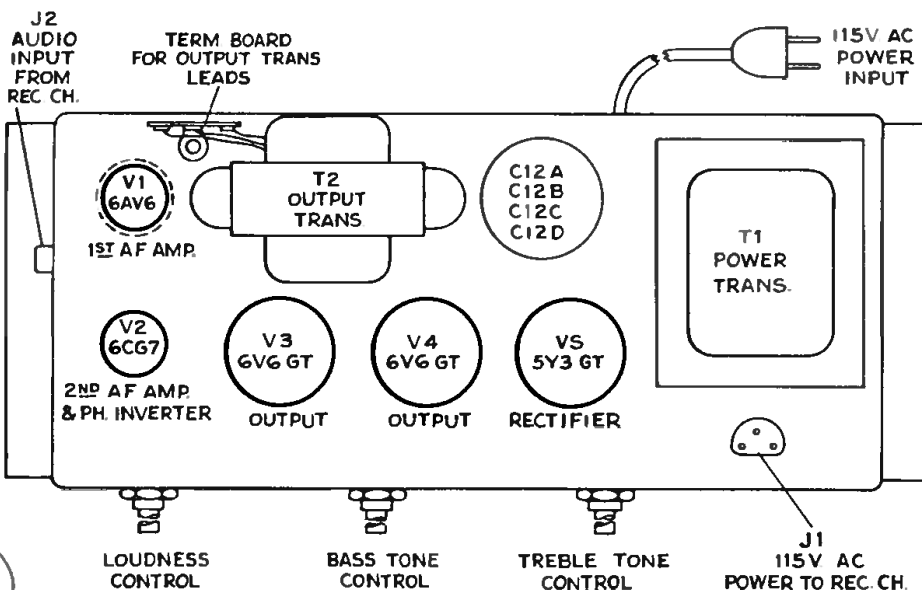 J2
AUDIO
INPUT
FROM
REC CH.
TERM BOARD
FOR OUTPUT TRANS
LEADS
115V AC
POWER
INPUT
V1
6AV6
1ST AF AMP.
T2
OUTPUT
TRANS.
C12A
C12B
C12C
C12D
T1
POWER
TRANS.
V2
6CG7
2ND AF AMP
& PH. INVERTER
V3
6V6 GT
OUTPUT
V4
6V6 GT
OUTPUT
V5
5Y3 GT
RECTIFIER
LOUDNESS
CONTROL
BASS TONE
CONTROL
TREBLE TONE
CONTROL
J1
115V AC
POWER TO REC. CH.